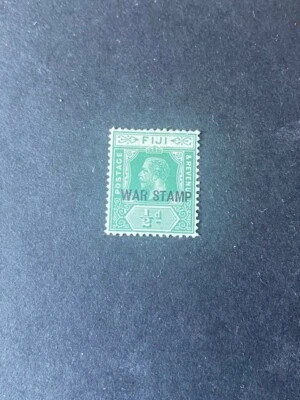 FIJI
POSTAGE
& REVENUE
WAR STAMP
½d